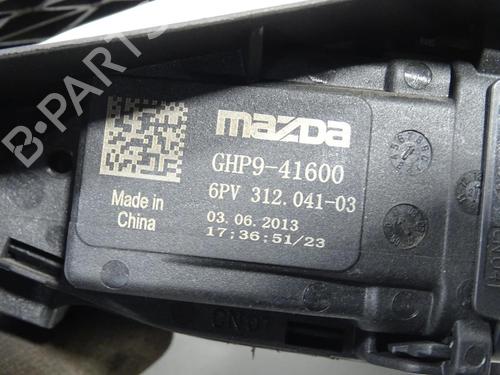 mazda
GHP9-41600
6PV 312.041-03
Made in
China
03.06.2013
17:36:51/23
B-PARTS